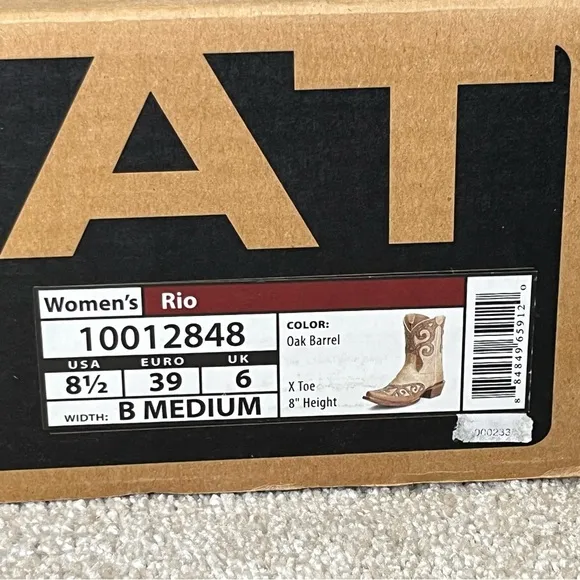 AT
Women's Rio
10012848
USA EURO UK
8½ 39 6
WIDTH: B MEDIUM
COLOR:
Oak Barrel
X Toe
8" Height
8 84849 65912 0